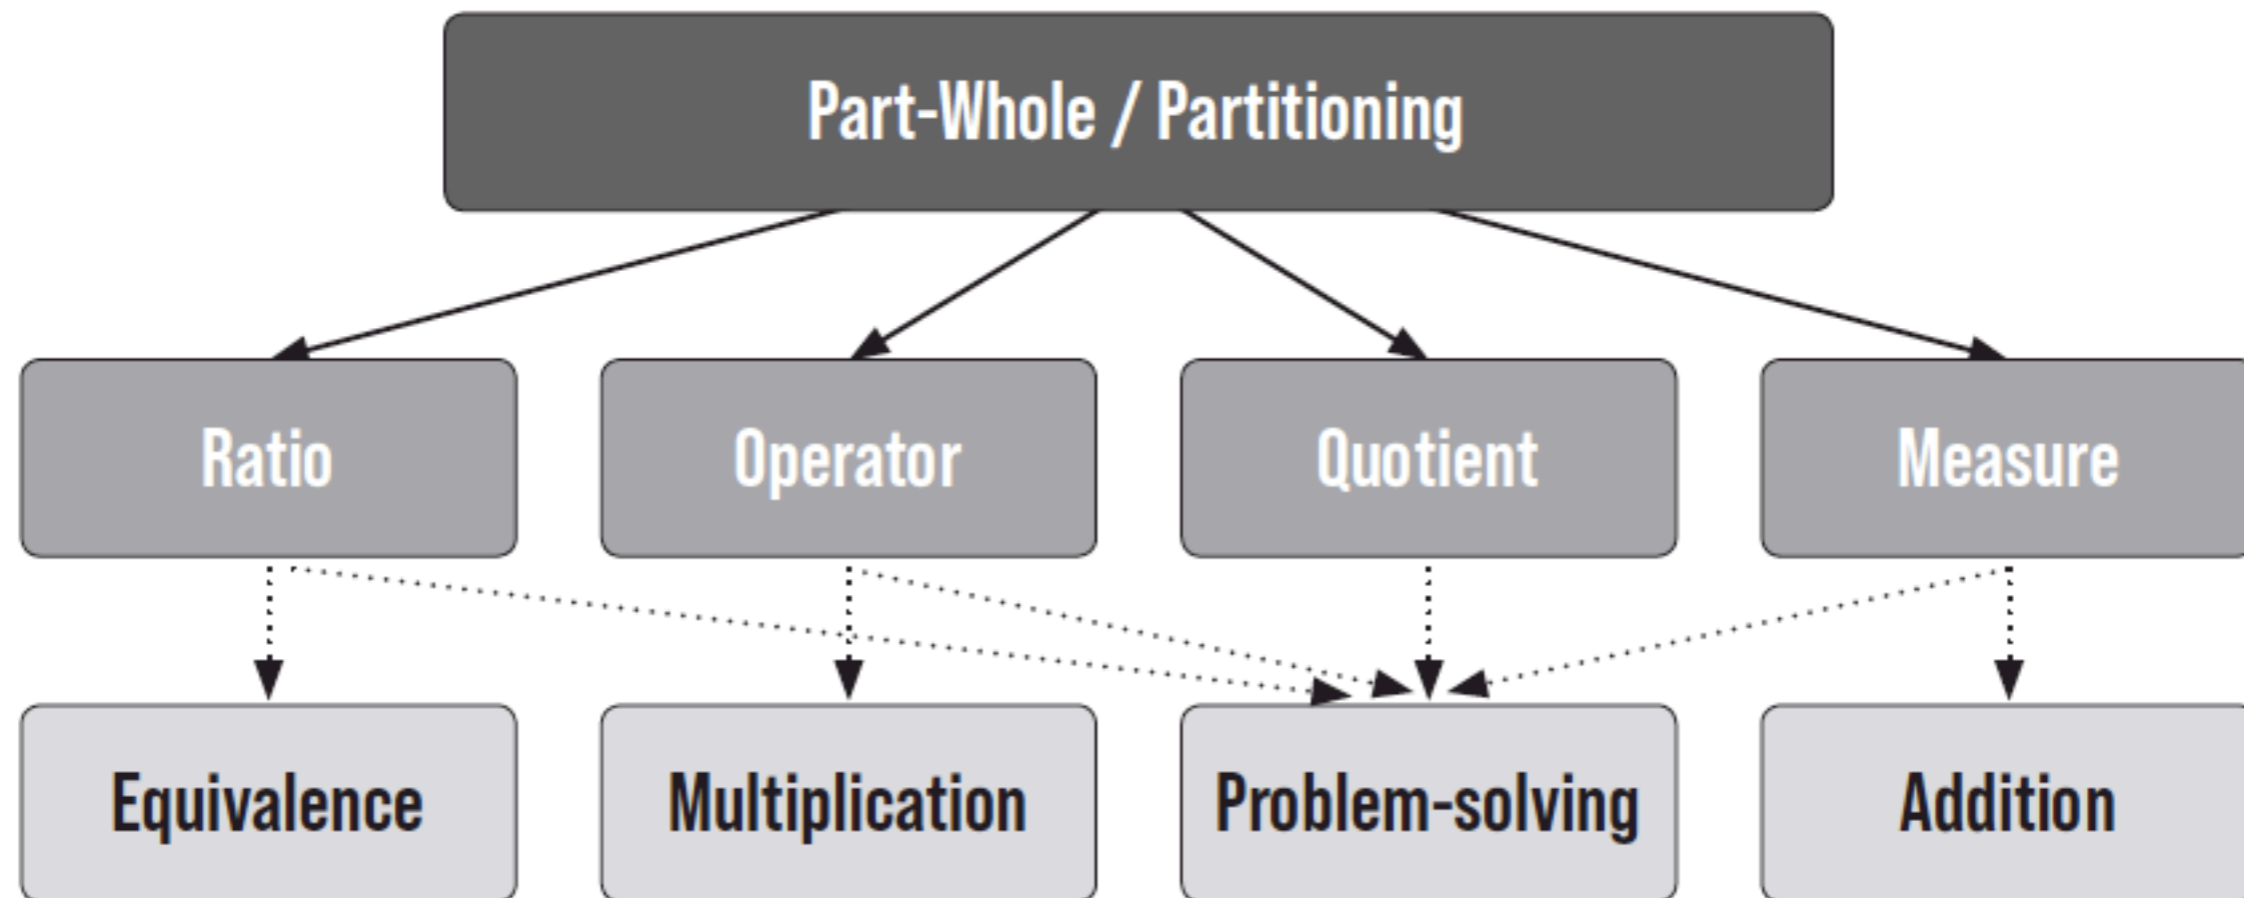 Part-Whole / Partitioning
Ratio
Operator
Quotient
Measure
Equivalence
Multiplication
Problem-solving
Addition